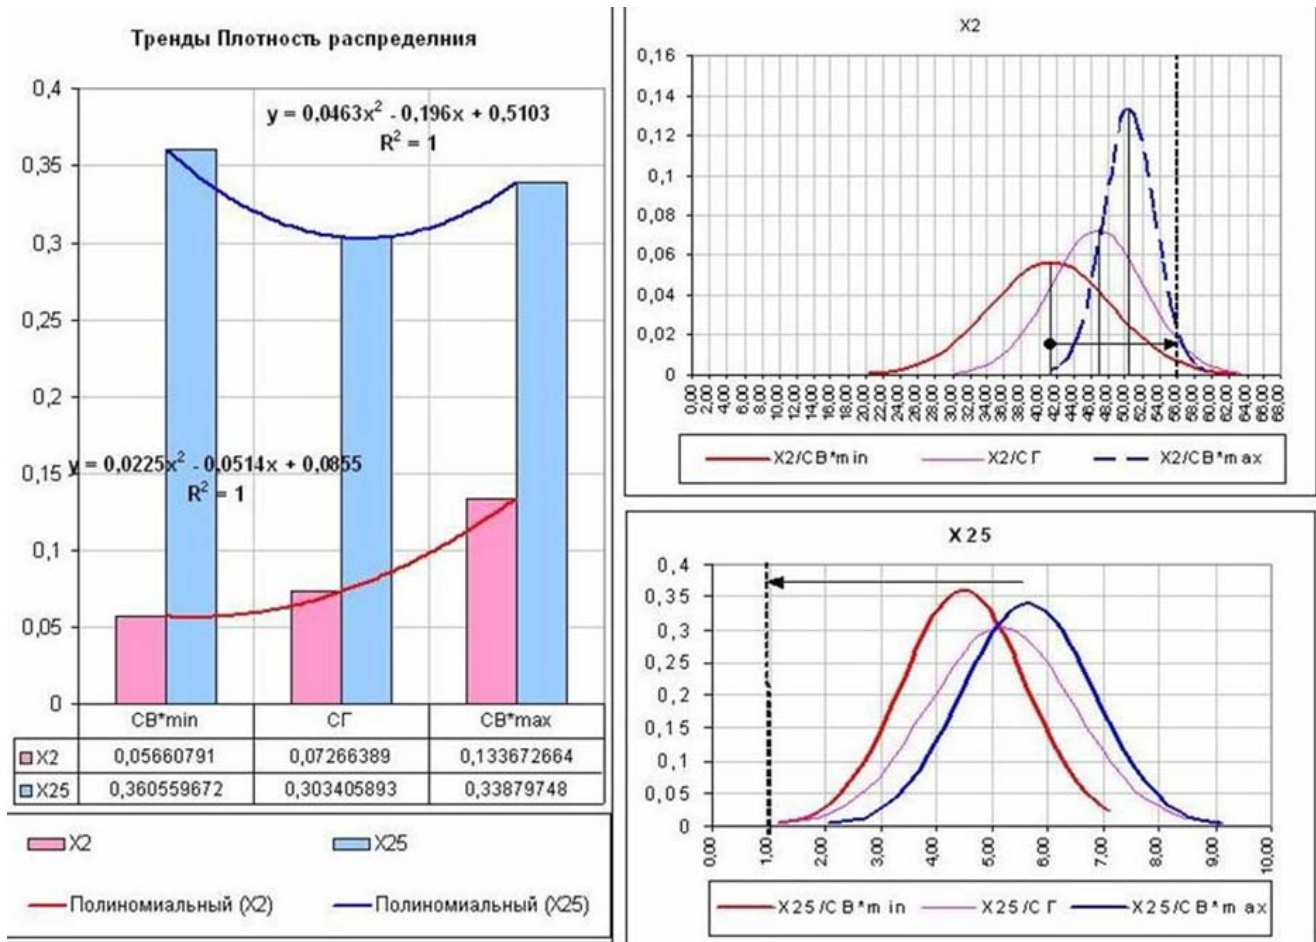 Тренды Плотность распределния
0,4
0,35
0,3
0,25
0,2
0,15
0,1
0,05
0
y = 0,0463x² - 0,196x + 0,5103
R² = 1
y = 0,0225x² - 0,0514x + 0,0855
R² = 1
СВ*min СГ СВ*max
X2 0,05660791 0,07266389 0,133672664
X25 0,360559672 0,303405893 0,33879748
X2 X25
Полиномиальный (X2) Полиномиальный (X25)
X2
0,16
0,14
0,12
0,1
0,08
0,06
0,04
0,02
0
0,00 2,00 4,00 6,00 8,00 10,00 12,00 14,00 16,00 18,00 20,00 22,00 24,00 26,00 28,00 30,00 32,00 34,00 36,00 38,00 40,00 42,00 44,00 46,00 48,00 50,00 52,00 54,00 56,00 58,00 60,00 62,00 64,00 66,00 68,00
X2/СВ*min X2/СГ X2/СВ*max
X25
0,4
0,35
0,3
0,25
0,2
0,15
0,1
0,05
0
0,00 1,00 2,00 3,00 4,00 5,00 6,00 7,00 8,00 9,00 10,00
X25/СВ*min X25/СГ X25/СВ*max